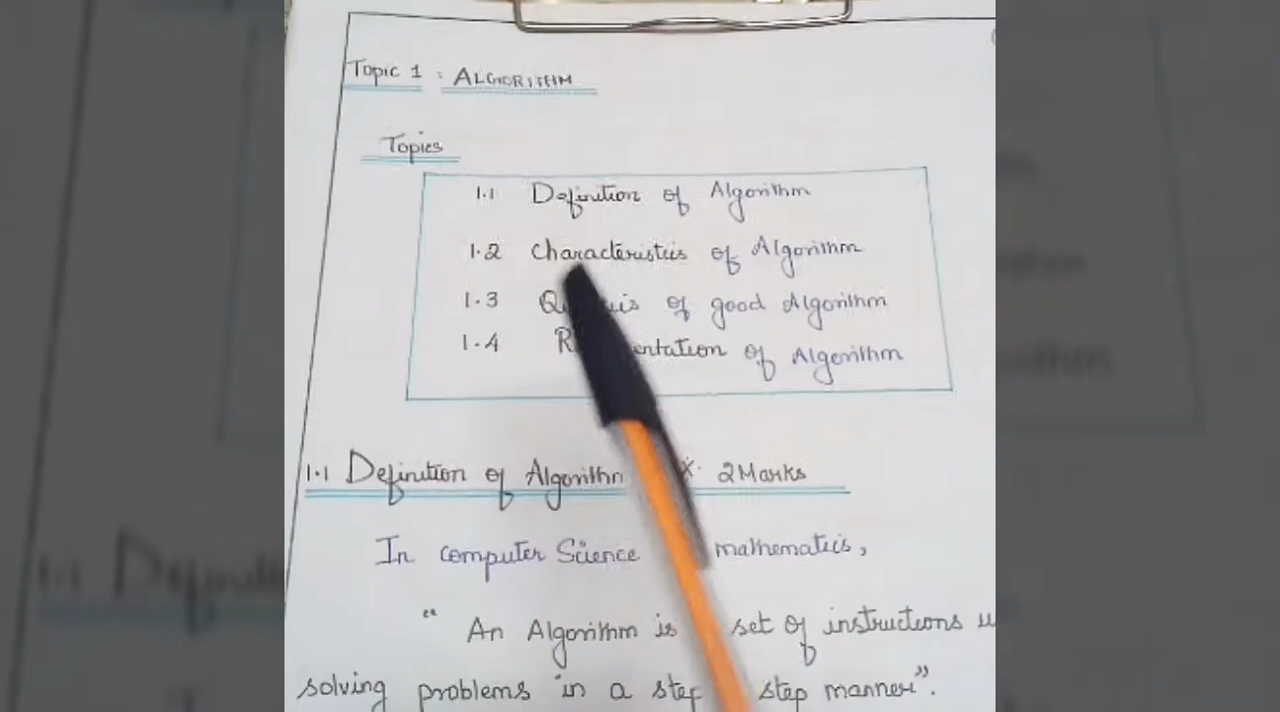 Topic 1 : ALGORITHM
Topics
1.1 Definition of Algorithm
1.2 Characteristics of Algorithm
1.3 of good Algorithm
1.4 of Algorithm
1.1 Definition of 2 Marks
In computer Science mathematics,
" An Algorithm is set of instructions
solving problems in a step step manner".